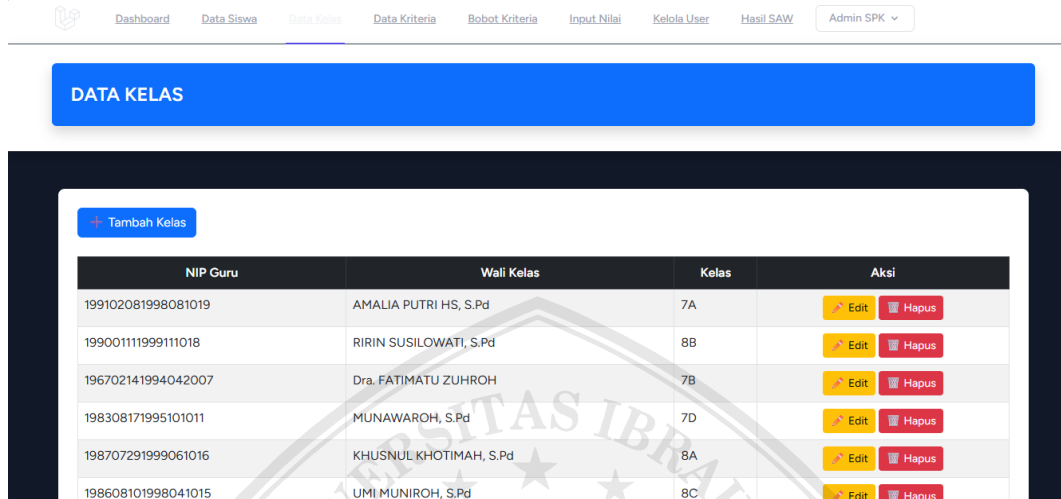 Dashboard Data Siswa Data Kelas Data Kriteria Bobot Kriteria Input Nilai Kelola User Hasil SAW Admin SPK
DATA KELAS
Tambah Kelas
NIP Guru Wali Kelas Kelas Aksi
199102081998081019 AMALIA PUTRI HS, S.Pd 7A Edit Hapus
199001111999111018 RIRIN SUSILOWATI, S.Pd 8B Edit Hapus
196702141994042007 Dra. FATIMATU ZUHROH 7B Edit Hapus
198308171995101011 MUNAWAROH, S.Pd 7D Edit Hapus
198707291999061016 KHUSNUL KHOTIMAH, S.Pd 8A Edit Hapus
198608101998041015 UMI MUNIROH, S.Pd 8C Edit Hapus